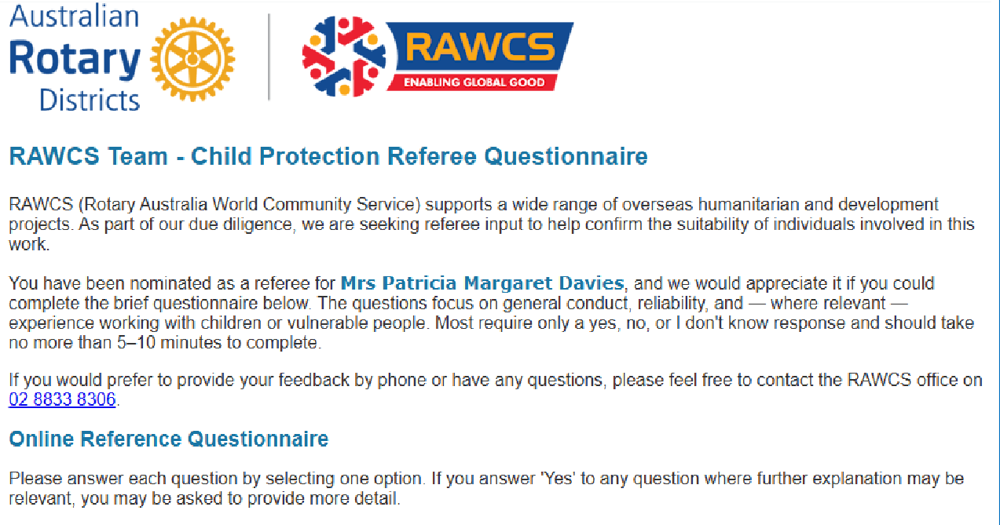 Australian
Rotary
Districts
RAWCS
ENABLING GLOBAL GOOD
RAWCS Team - Child Protection Referee Questionnaire
RAWCS (Rotary Australia World Community Service) supports a wide range of overseas humanitarian and development
projects. As part of our due diligence, we are seeking referee input to help confirm the suitability of individuals involved in this
work.
You have been nominated as a referee for Mrs Patricia Margaret Davies, and we would appreciate it if you could
complete the brief questionnaire below. The questions focus on general conduct, reliability, and — where relevant —
experience working with children or vulnerable people. Most require only a yes, no, or I don't know response and should take
no more than 5–10 minutes to complete.
If you would prefer to provide your feedback by phone or have any questions, please feel free to contact the RAWCS office on
02 8833 8306.
Online Reference Questionnaire
Please answer each question by selecting one option. If you answer 'Yes' to any question where further explanation may be
relevant, you may be asked to provide more detail.